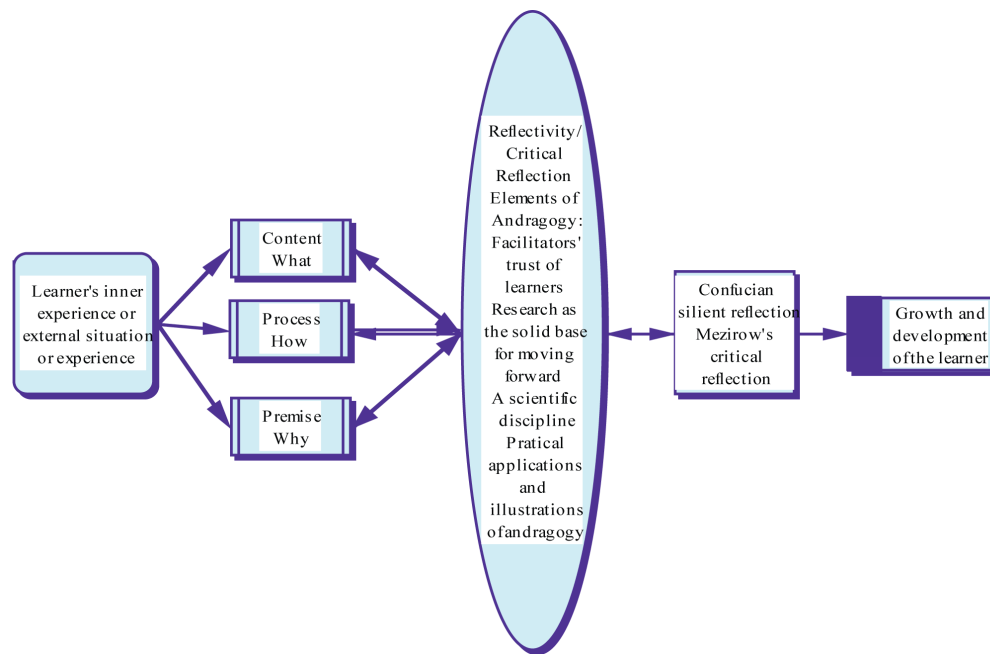 Learner's inner
experience or
external situation
or experience
Content
What
Process
How
Premise
Why
Reflectivity/
Critical
Reflection
Elements of
Andragogy:
Facilitators'
trust of
learners
Research as
the solid base
for moving
forward
A scientific
discipline
Pratical
applications
and
illustrations
ofandragogy
Confucian
silient reflection
Mezirow's
critical
reflection
Growth and
development
ofthe learner